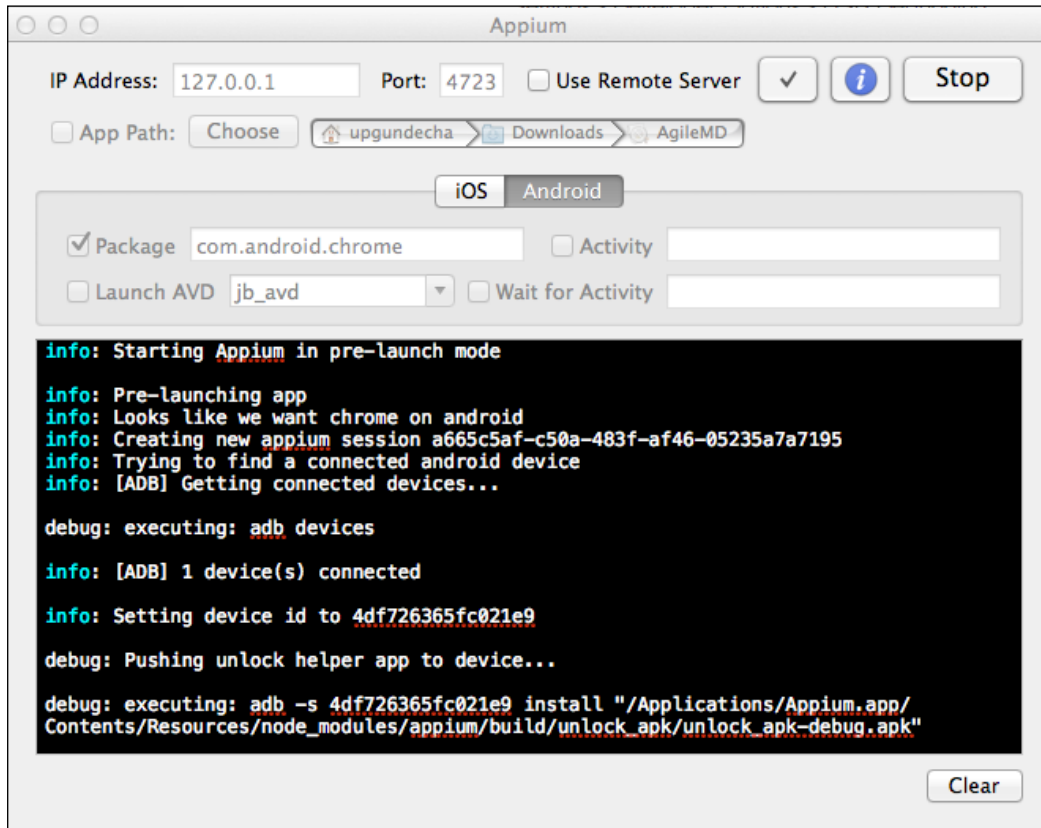 Appium
IP Address: 127.0.0.1 Port: 4723 Use Remote Server Stop
App Path: Choose upgundecha Downloads AgileMD
iOS Android
Package com.android.chrome Activity
Launch AVD jb_avd Wait for Activity
info: Starting Appium in pre-launch mode
info: Pre-launching app
info: Looks like we want chrome on android
info: Creating new appium session a665c5af-c50a-483f-af46-05235a7a7195
info: Trying to find a connected android device
info: [ADB] Getting connected devices...
debug: executing: adb devices
info: [ADB] 1 device(s) connected
info: Setting device id to 4df726365fc021e9
debug: Pushing unlock helper app to device...
debug: executing: adb -s 4df726365fc021e9 install "/Applications/Appium.app/
Contents/Resources/node_modules/appium/build/unlock_apk/unlock_apk-debug.apk"
Clear